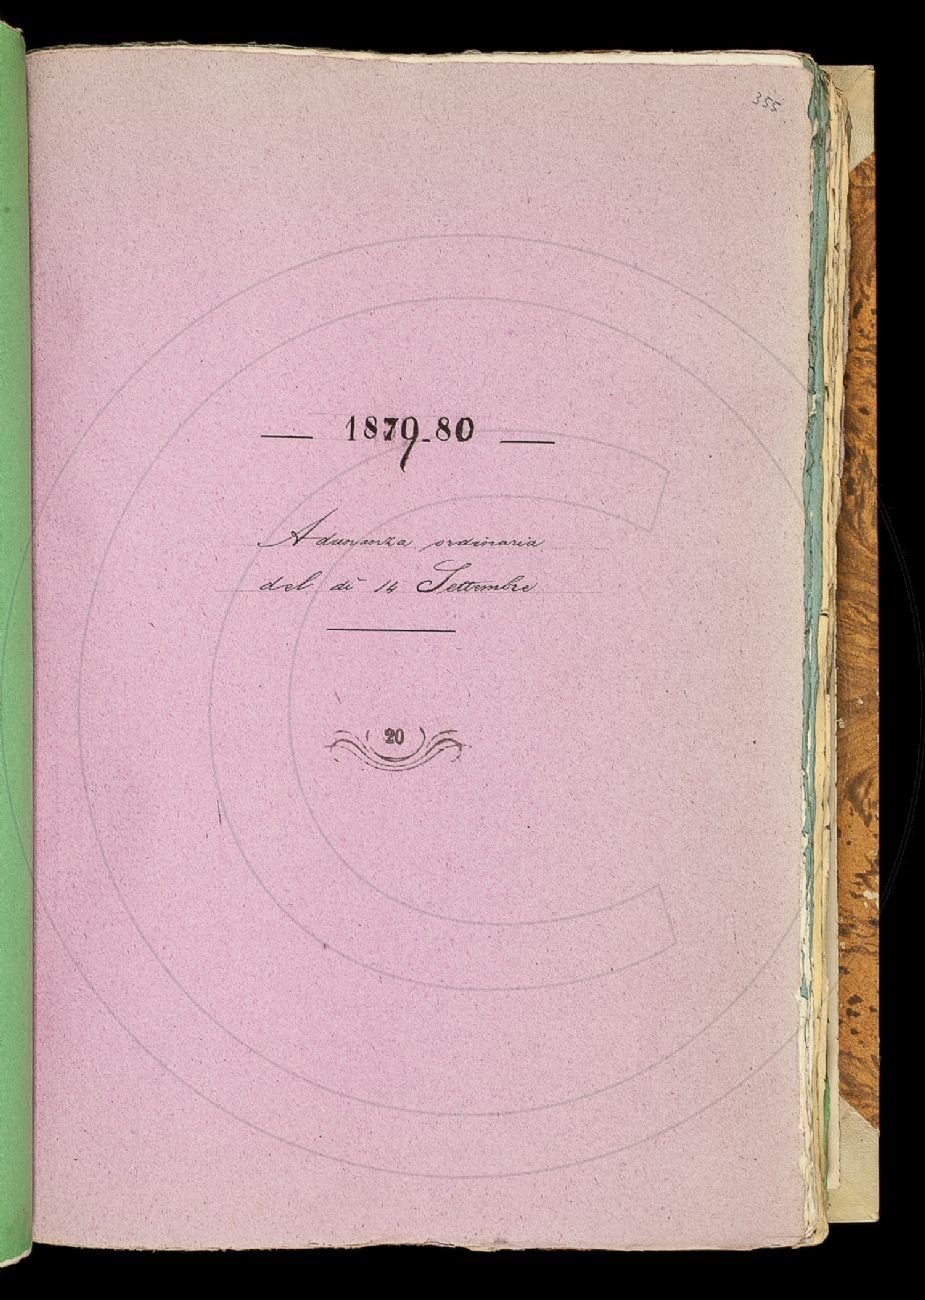 355
— 1879-80 —
Adunanza ordinaria
del dì 14 Settembre
20